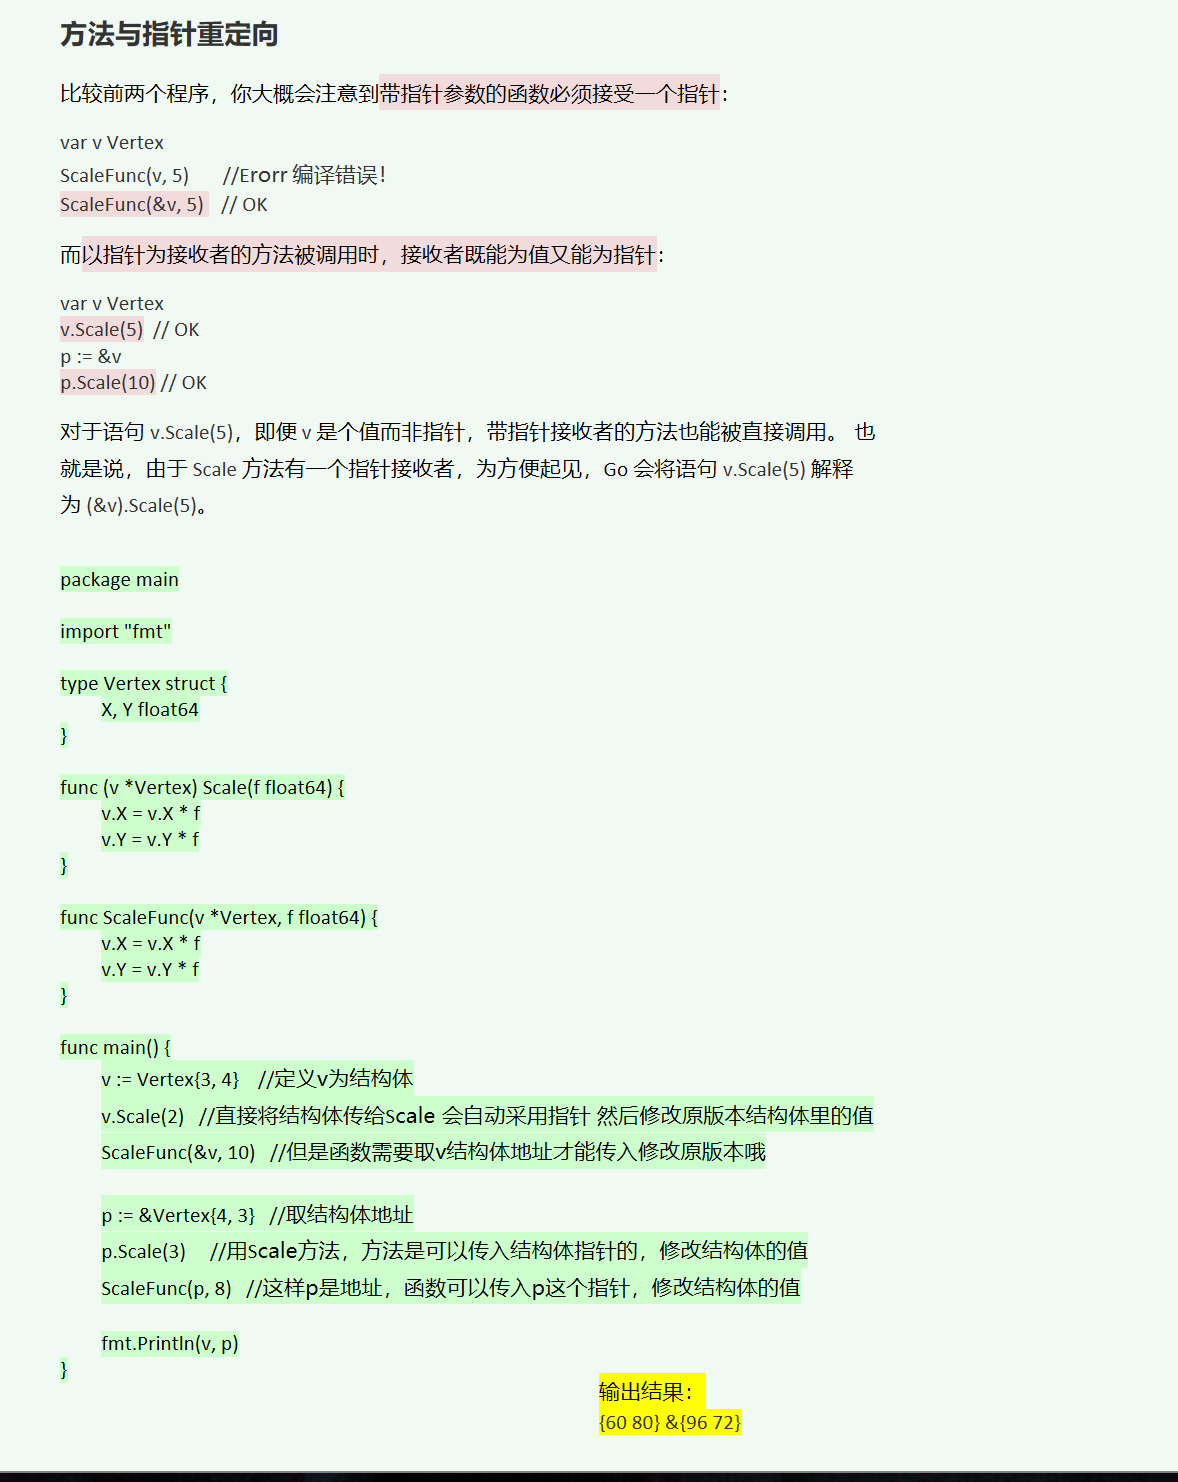 方法与指针重定向
比较前两个程序，你大概会注意到带指针参数的函数必须接受一个指针：
var v Vertex
ScaleFunc(v, 5)      //Erorr 编译错误！
ScaleFunc(&v, 5)   // OK
而以指针为接收者的方法被调用时，接收者既能为值又能为指针：
var v Vertex
v.Scale(5)  // OK
p := &v
p.Scale(10) // OK
对于语句 v.Scale(5)，即便 v 是个值而非指针，带指针接收者的方法也能被直接调用。 也
就是说，由于 Scale 方法有一个指针接收者，为方便起见，Go 会将语句 v.Scale(5) 解释
为 (&v).Scale(5)。
package main
import "fmt"
type Vertex struct {
X, Y float64
}
func (v *Vertex) Scale(f float64) {
v.X = v.X * f
v.Y = v.Y * f
}
func ScaleFunc(v *Vertex, f float64) {
v.X = v.X * f
v.Y = v.Y * f
}
func main() {
v := Vertex{3, 4}   //定义v为结构体
v.Scale(2)  //直接将结构体传给Scale 会自动采用指针 然后修改原版本结构体里的值
ScaleFunc(&v, 10)  //但是函数需要取v结构体地址才能传入修改原版本哦
p := &Vertex{4, 3}  //取结构体地址
p.Scale(3)    //用Scale方法，方法是可以传入结构体指针的，修改结构体的值
ScaleFunc(p, 8)  //这样p是地址，函数可以传入p这个指针，修改结构体的值
fmt.Println(v, p)
}
输出结果：
{60 80} &{96 72}